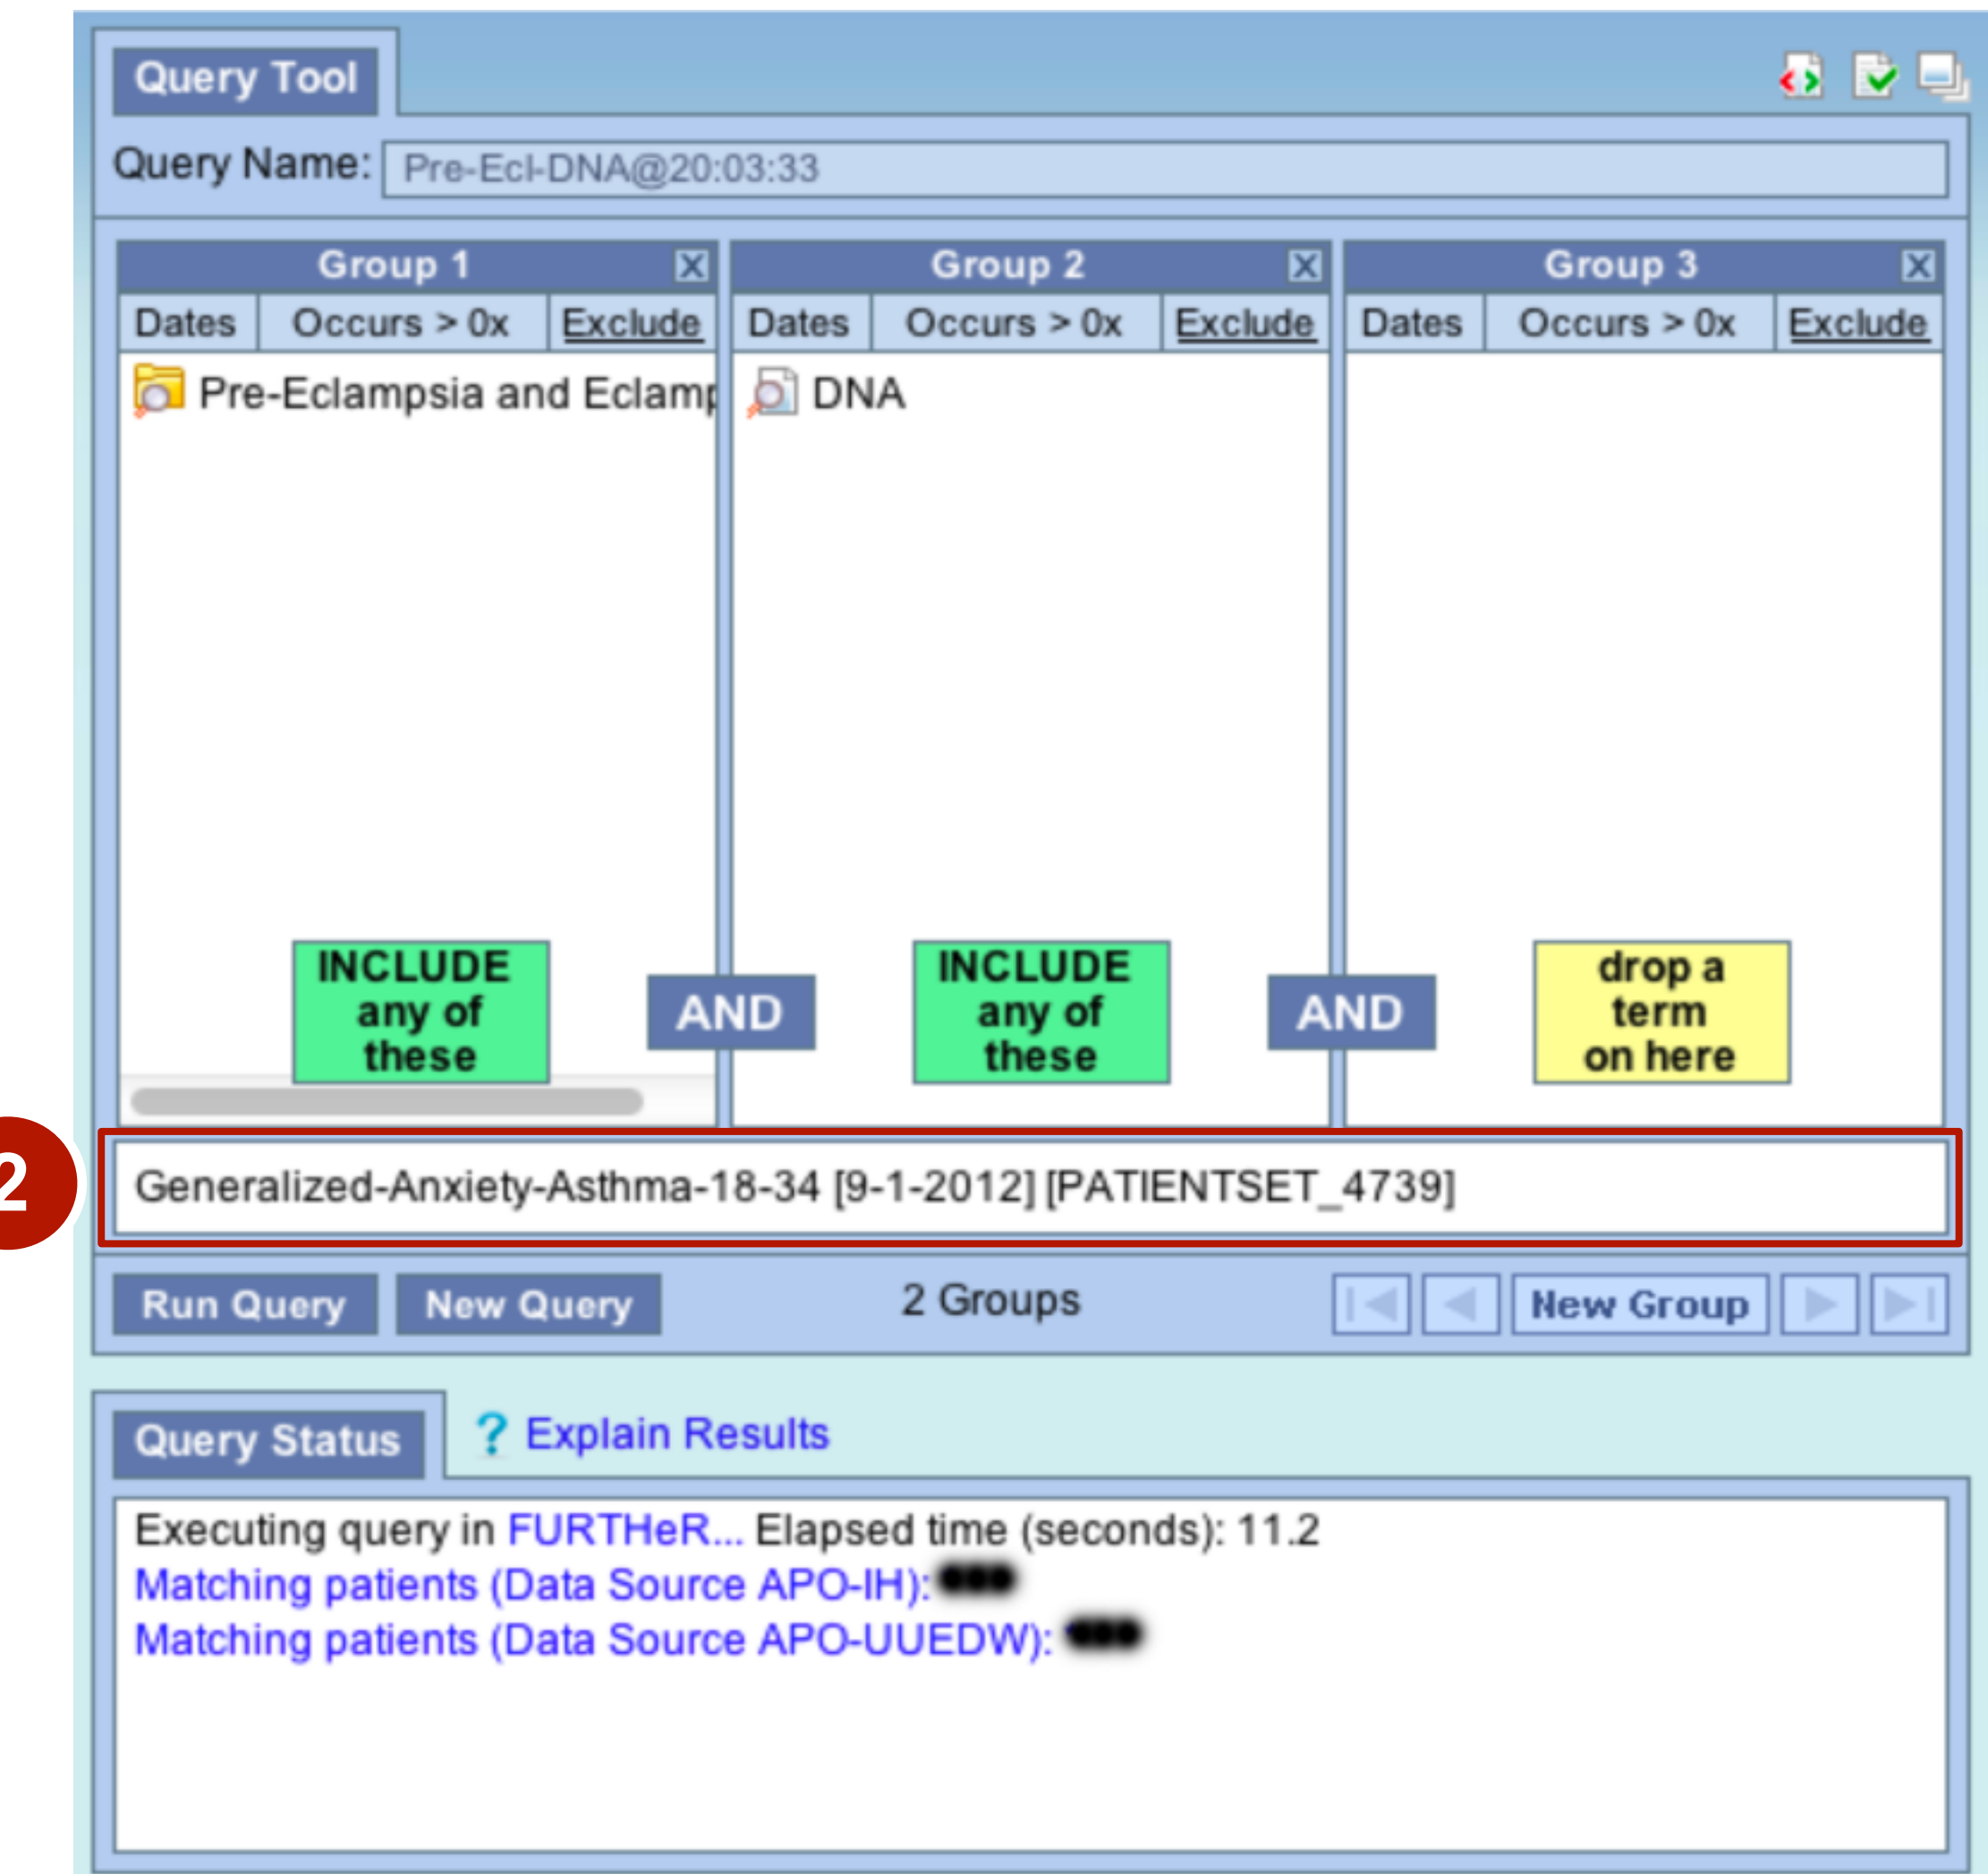 Query Tool
Query Name: Pre-Ecl-DNA@20:03:33
Group 1 X Group 2 X Group 3 X
Dates Occurs > 0x Exclude Dates Occurs > 0x Exclude Dates Occurs > 0x Exclude
Pre-Eclampsia and Eclamp DNA
INCLUDE any of these AND INCLUDE any of these AND drop a term on here
2
Generalized-Anxiety-Asthma-18-34 [9-1-2012] [PATIENTSET_4739]
Run Query New Query 2 Groups New Group
Query Status ? Explain Results
Executing query in FURTHeR... Elapsed time (seconds): 11.2
Matching patients (Data Source APO-IH):
Matching patients (Data Source APO-UUEDW):